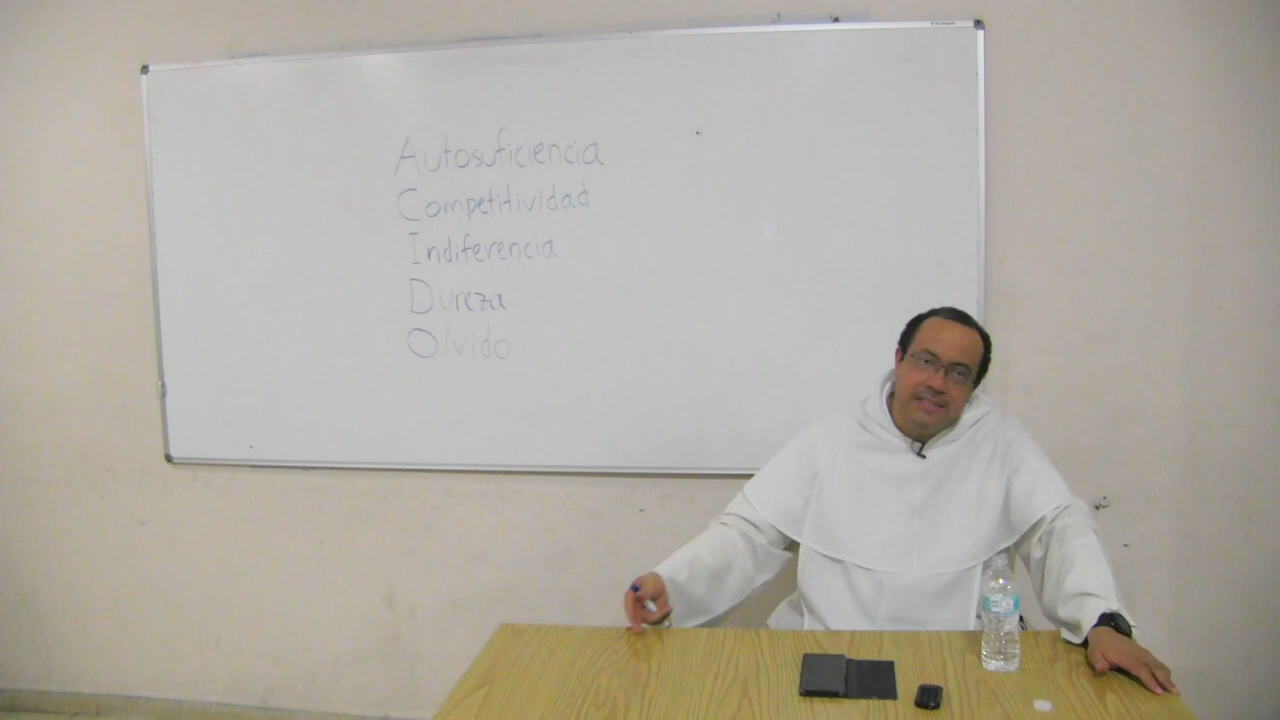 Autosuficiencia
Competitividad
Indiferencia
Dureza
Olvido